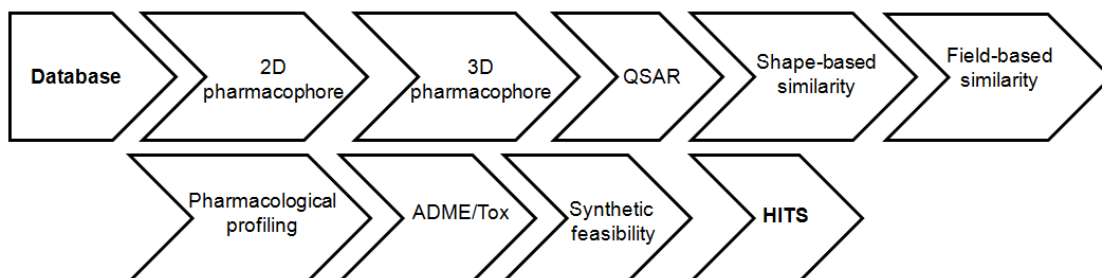 Database
2D
pharmacophore
3D
pharmacophore
QSAR
Shape-based
similarity
Field-based
similarity
Pharmacological
profiling
ADME/Tox
Synthetic
feasibility
HITS